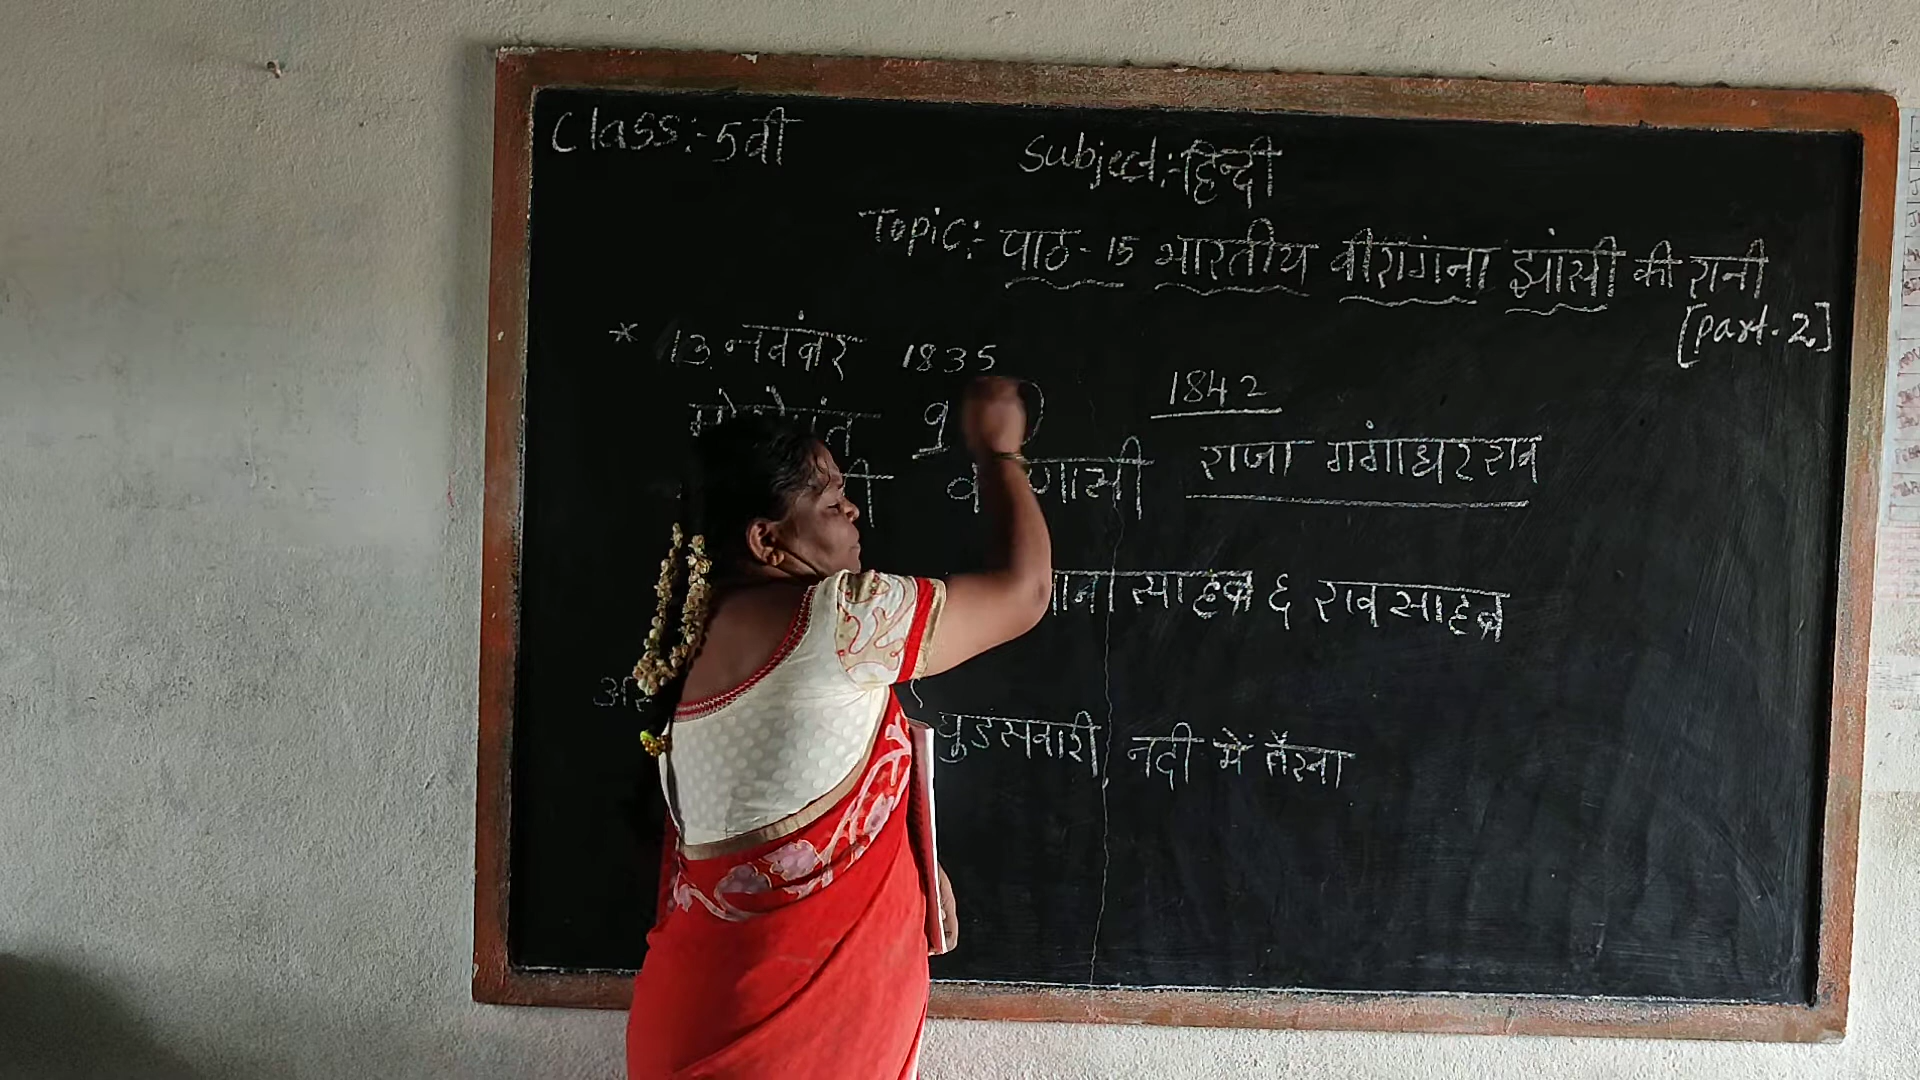 Class:- 5वी
Subject:- हिन्दी
Topic:- पाठ - 15 भारतीय वीरांगना झांसी की रानी
[part-2]
* 13 नवंबर 1835
1842
राजा गंगाधर राव
साहब & राव साहब
घुडसवारी, नदी में तैरना